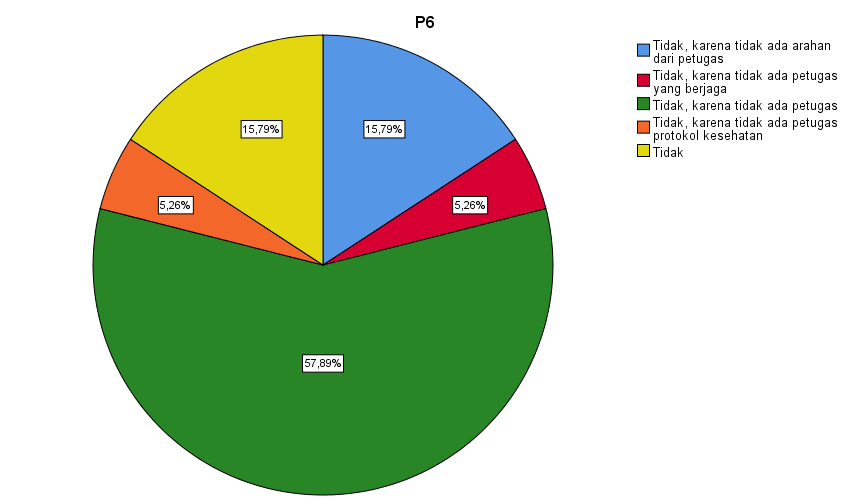 P6
Tidak, karena tidak ada arahan
dari petugas
Tidak, karena tidak ada petugas
yang berjaga
Tidak, karena tidak ada petugas
Tidak, karena tidak ada petugas
protokol kesehatan
Tidak
15,79%
15,79%
5,26%
5,26%
57,89%